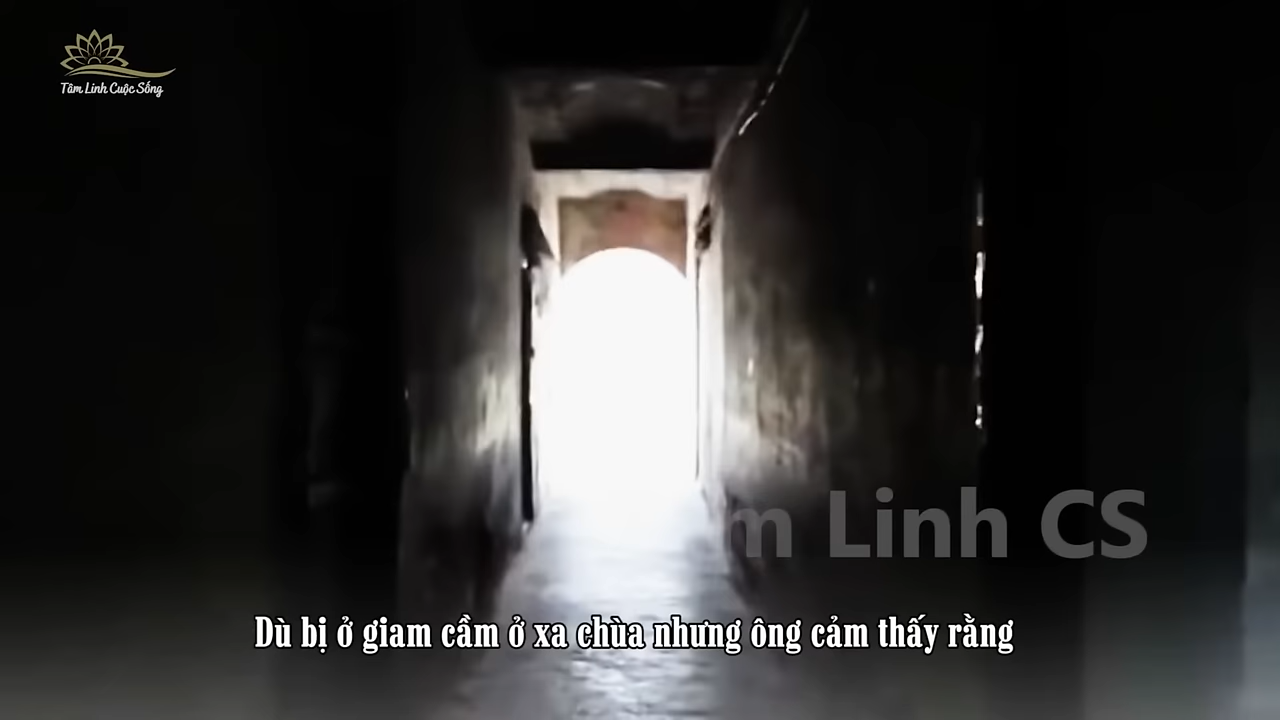 Tâm Linh Cuộc Sống
m Linh CS
Dù bị ở giam cầm ở xa chùa nhưng ông cảm thấy rằng